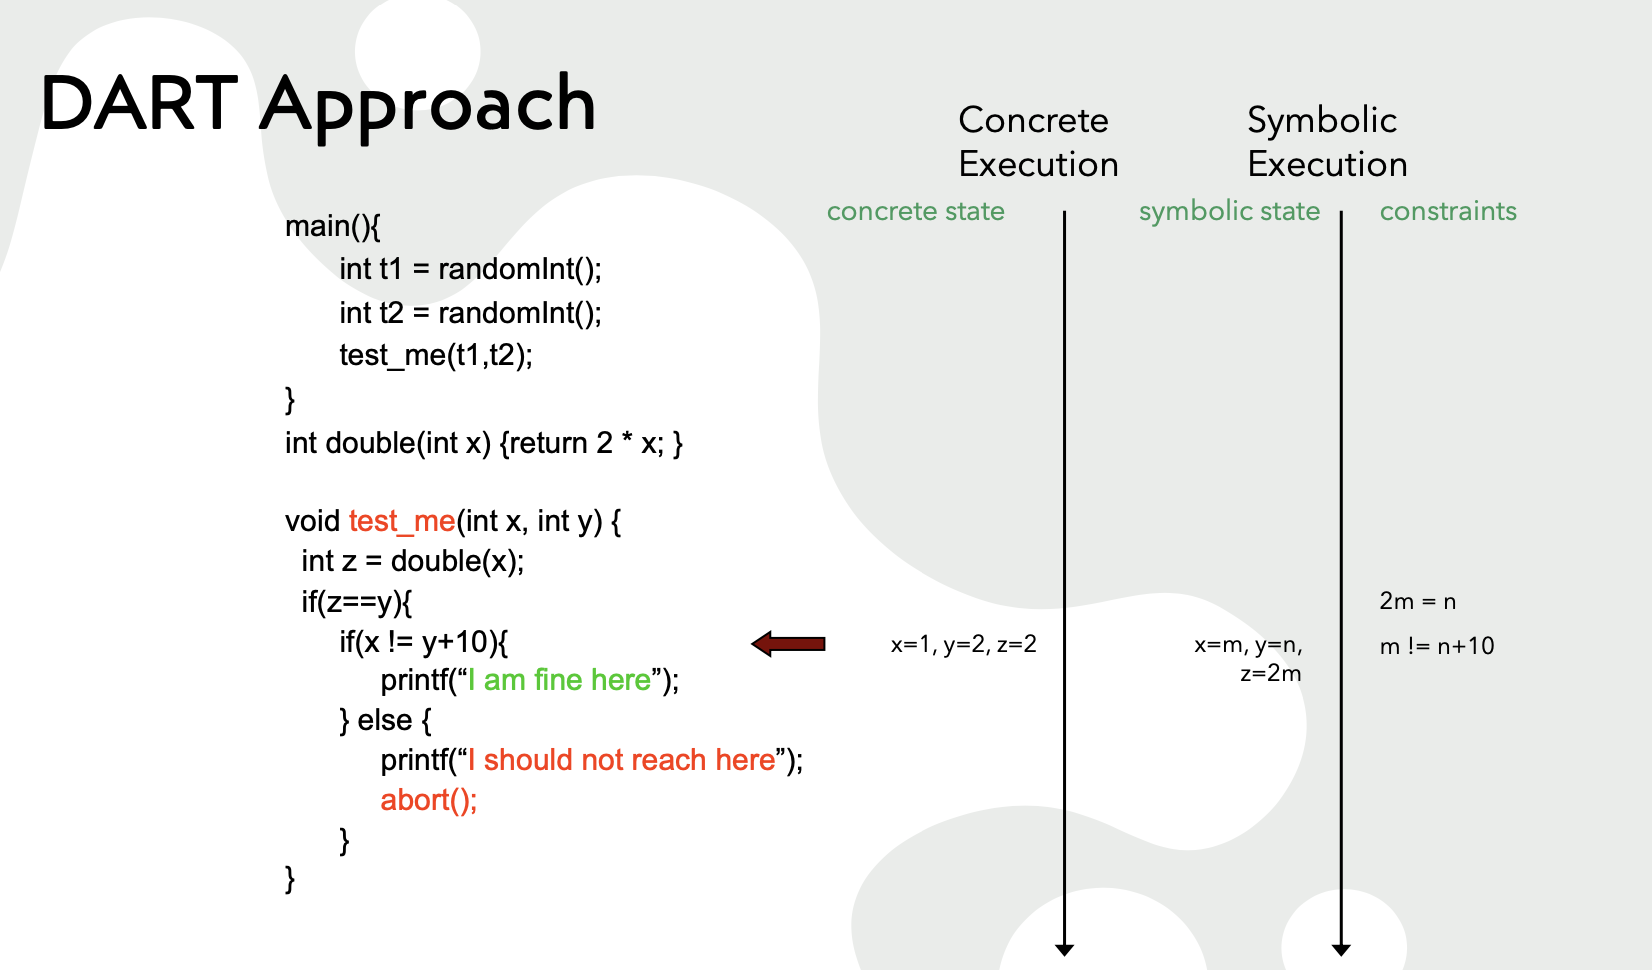 DART Approach
Concrete
Execution
Symbolic
Execution
concrete state
symbolic state
constraints
main(){
int t1 = randomInt();
int t2 = randomInt();
test_me(t1,t2);
}
int double(int x) {return 2 * x; }
void test_me(int x, int y) {
int z = double(x);
if(z==y){
if(x != y+10){
printf(“I am fine here”);
} else {
printf(“I should not reach here”);
abort();
}
}
x=1, y=2, z=2
x=m, y=n,
z=2m
2m = n
m != n+10